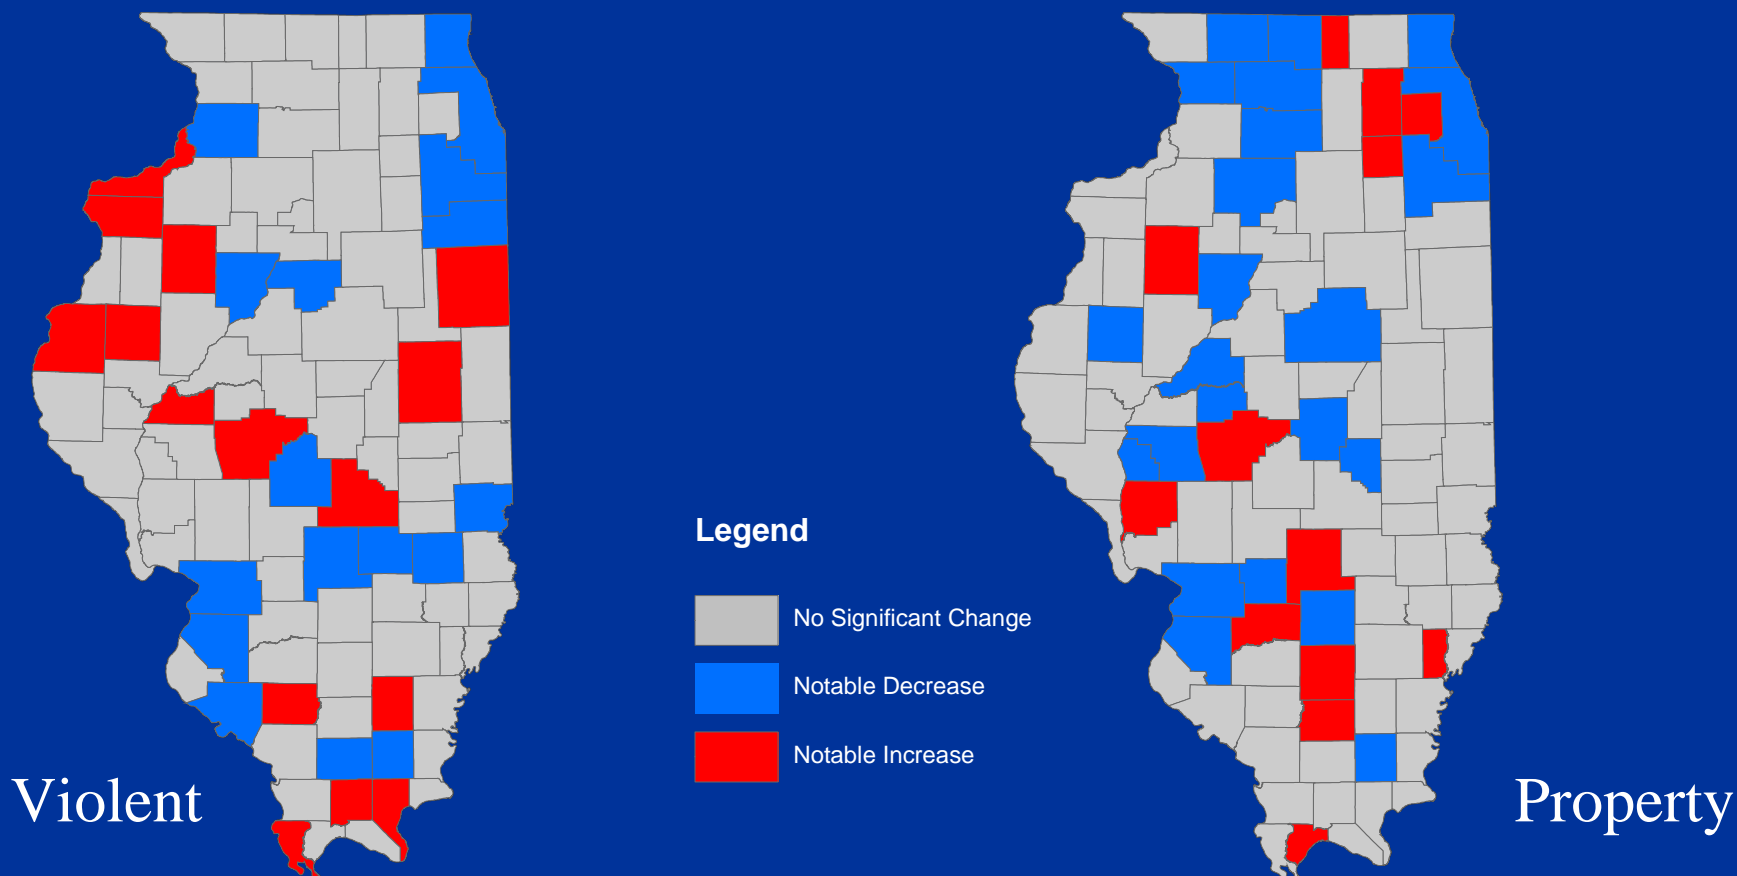 Legend
No Significant Change
Notable Decrease
Notable Increase
Violent
Property